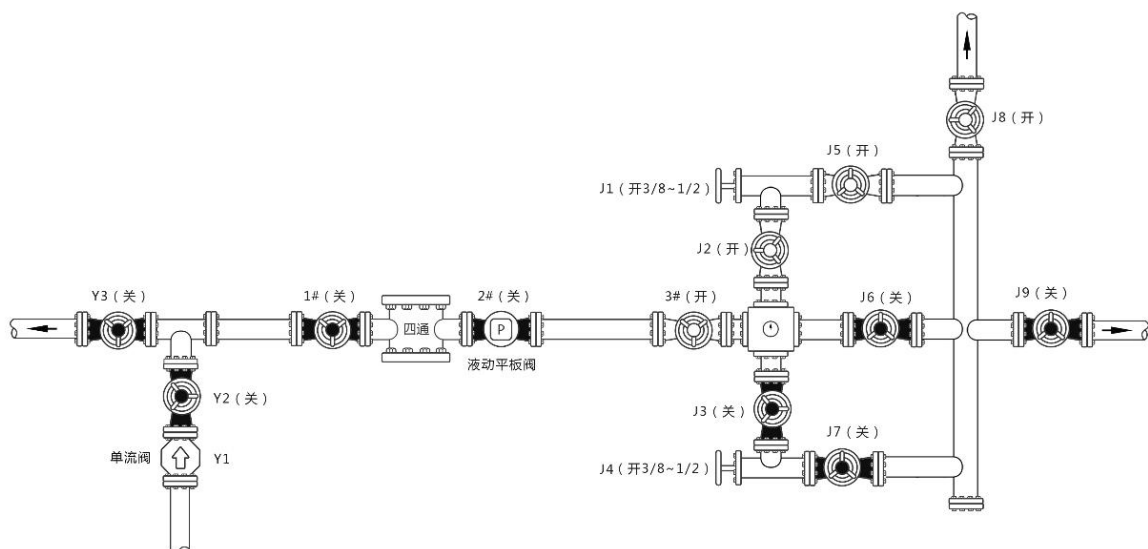 J8（开）
J5（开）
J1（开3/8~1/2）
J2（开）
Y3（关）
1#（关）
2#（关）
3#（开）
J6（关）
J9（关）
四通
P
液动平板阀
Y2（关）
J3（关）
J7（关）
单流阀
Y1
J4（开3/8~1/2）